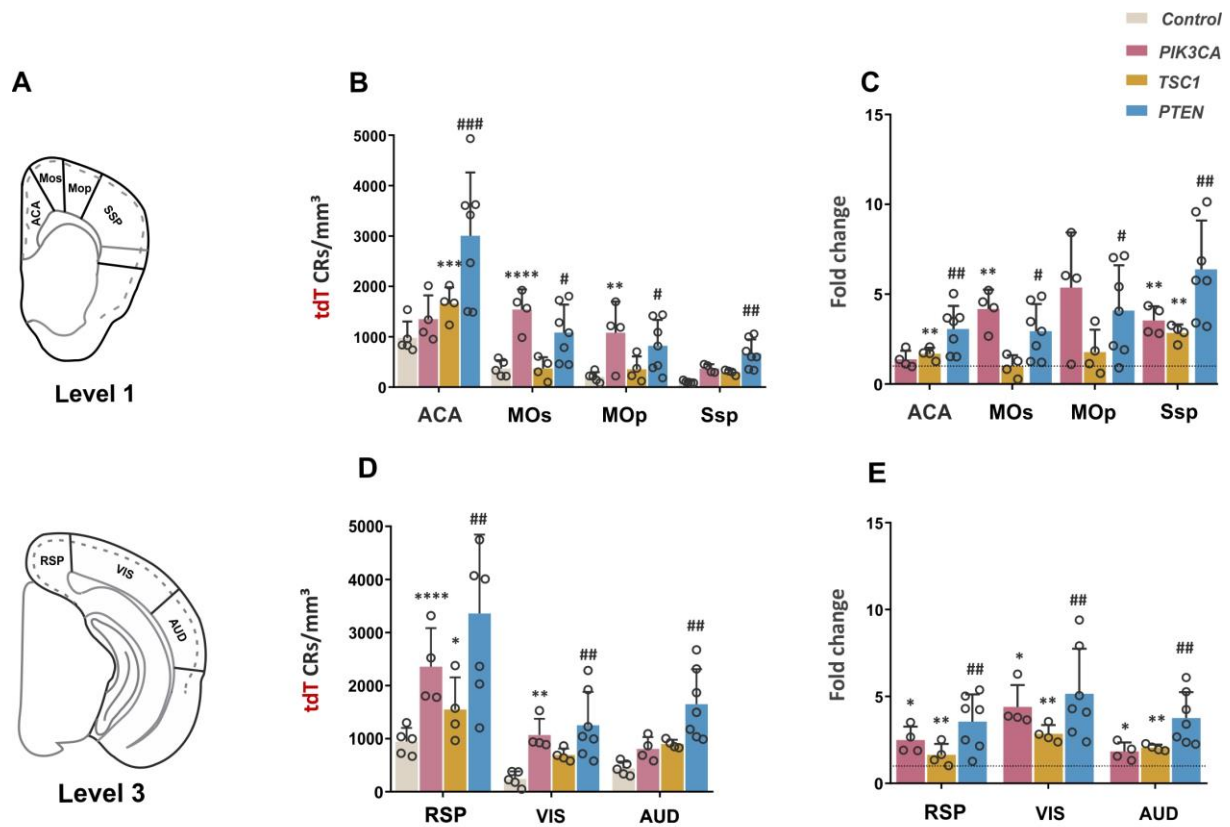 Control
PIK3CA
TSC1
PTEN
A
Mos
Mop
ACA
SSP
Level 1
B
tdT CRs/mm³
5000
4000
3000
2000
1000
0
***
###
****
#
**
#
##
ACA
MOs
MOp
Ssp
C
Fold change
15
10
5
0
**
##
**
#
#
**
**
##
ACA
MOs
MOp
Ssp
RSP
VIS
AUD
Level 3
D
tdT CRs/mm³
5000
4000
3000
2000
1000
0
****
*
##
**
##
##
RSP
VIS
AUD
E
Fold change
15
10
5
0
*
**
##
*
**
##
*
**
##
RSP
VIS
AUD